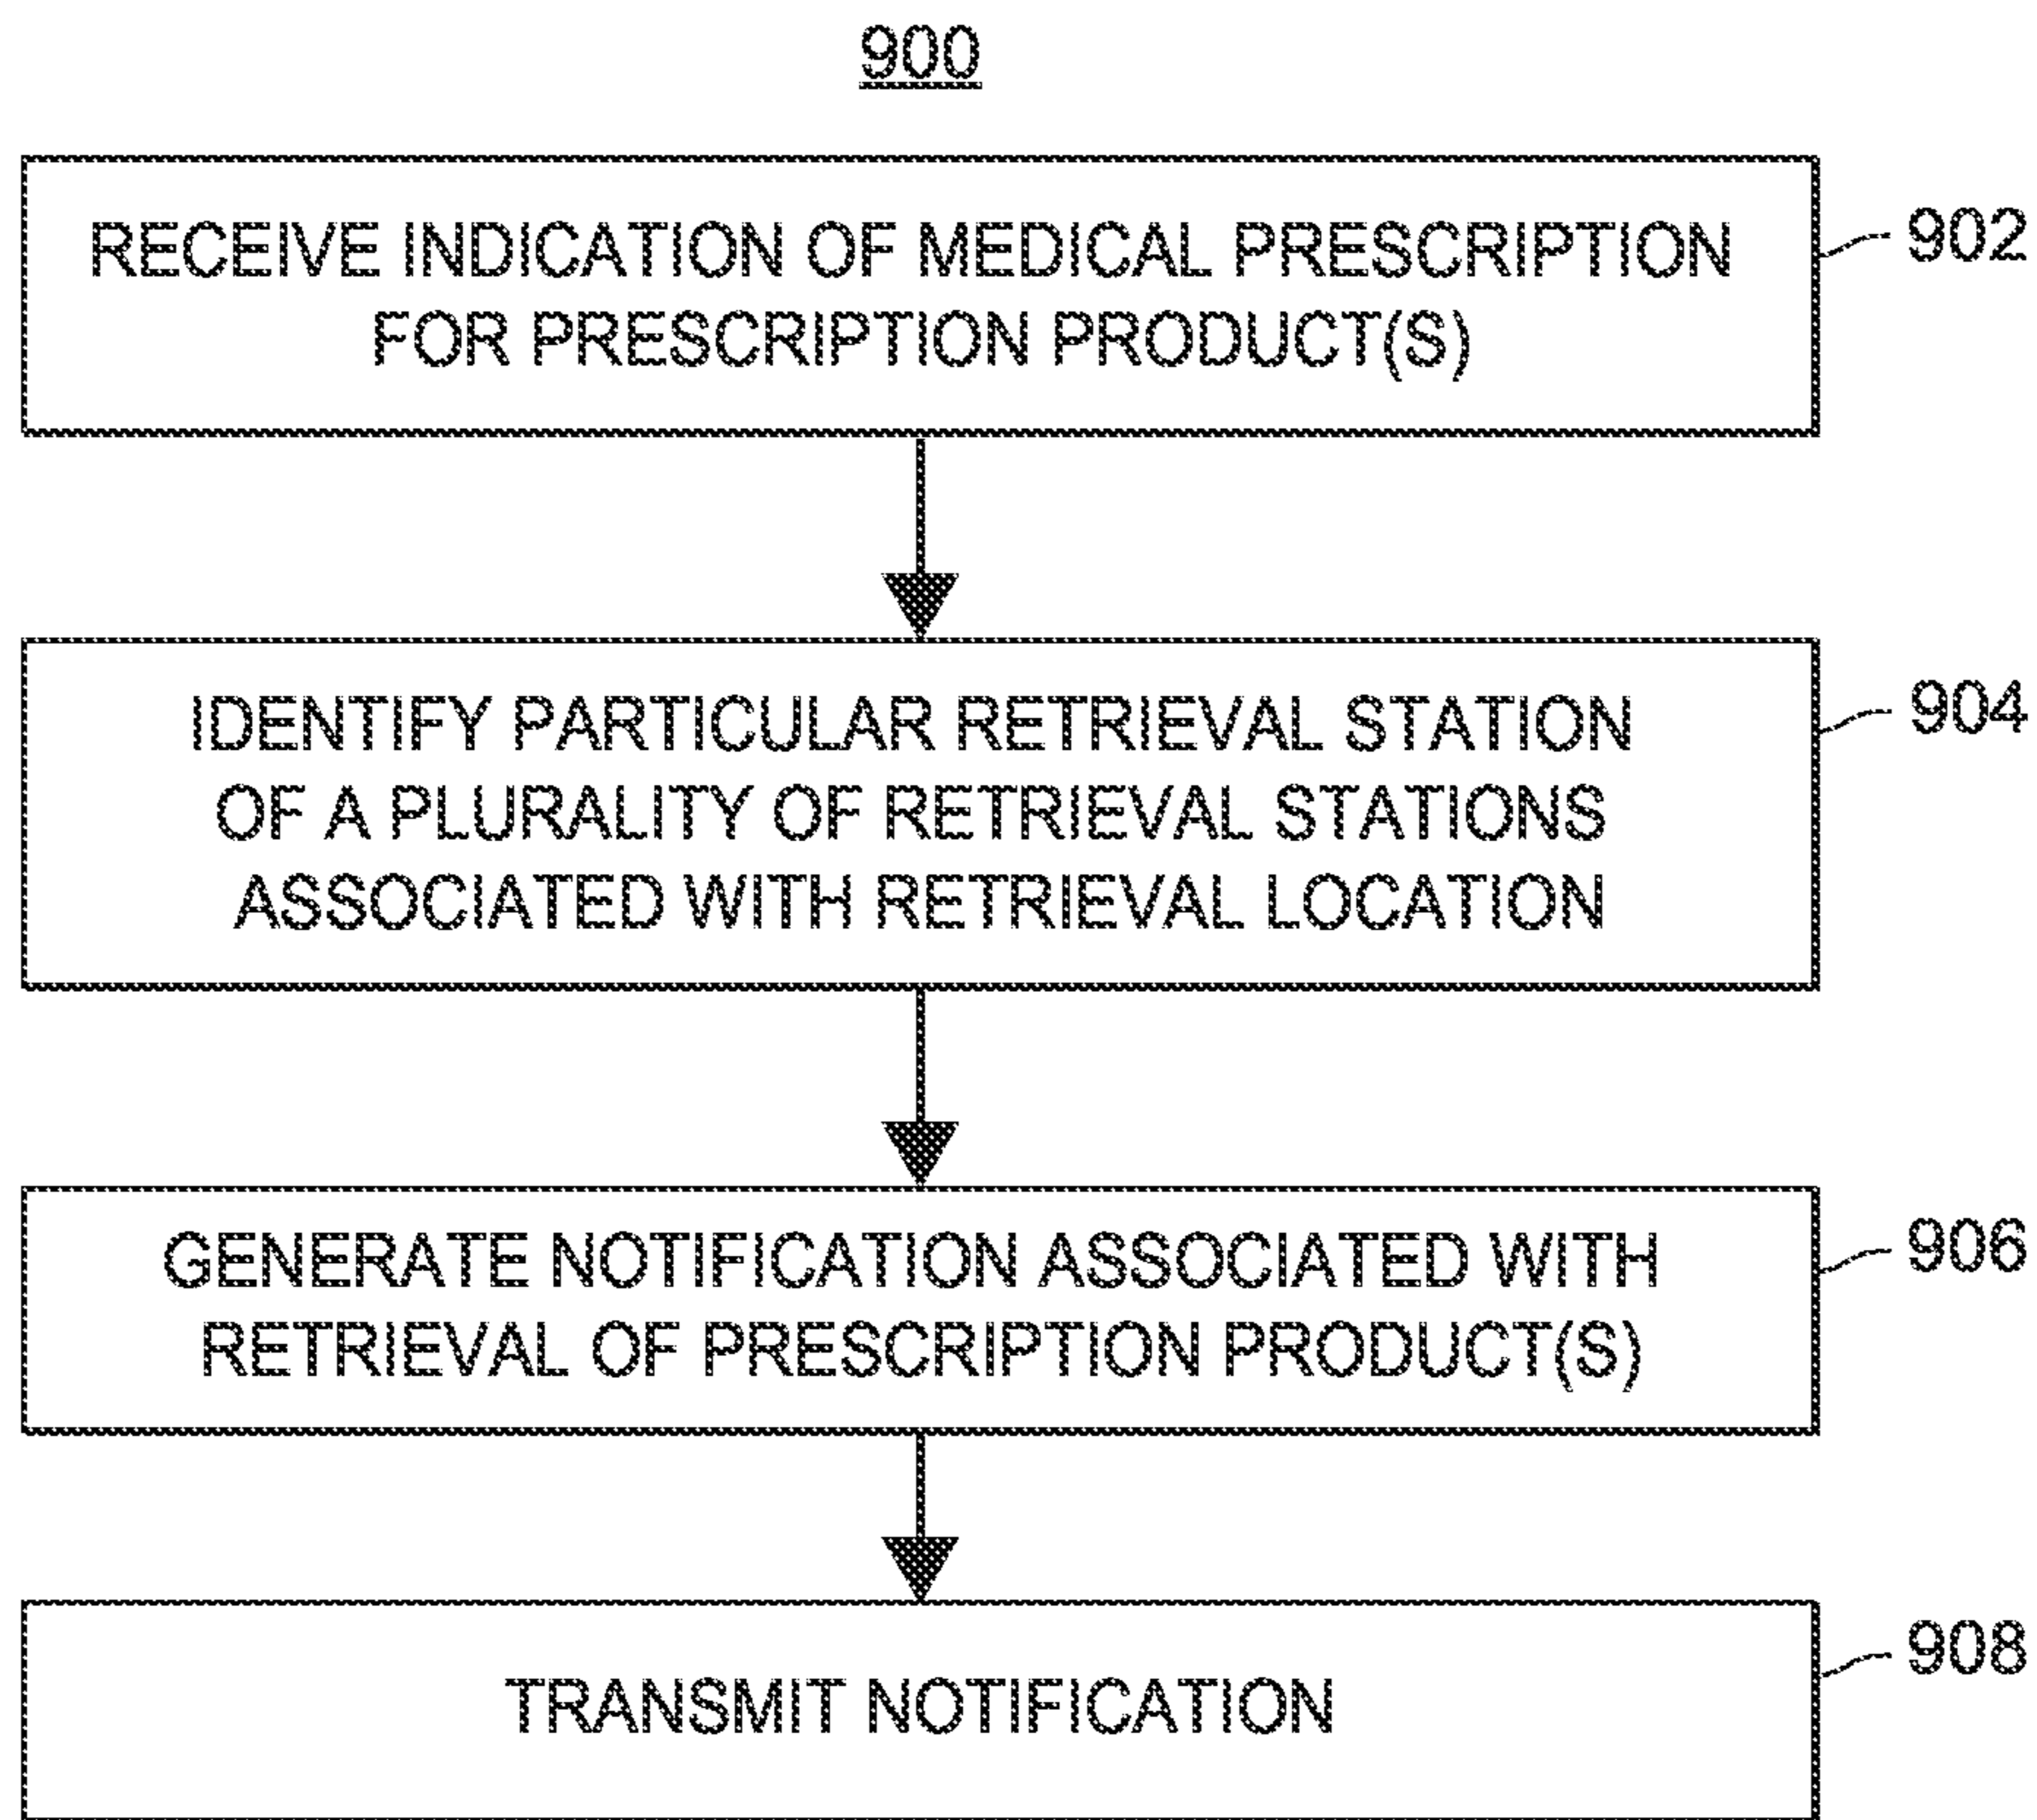 900
RECEIVE INDICATION OF MEDICAL PRESCRIPTION
FOR PRESCRIPTION PRODUCT(S)
902
IDENTIFY PARTICULAR RETRIEVAL STATION
OF A PLURALITY OF RETRIEVAL STATIONS
ASSOCIATED WITH RETRIEVAL LOCATION
904
GENERATE NOTIFICATION ASSOCIATED WITH
RETRIEVAL OF PRESCRIPTION PRODUCT(S)
906
TRANSMIT NOTIFICATION
908